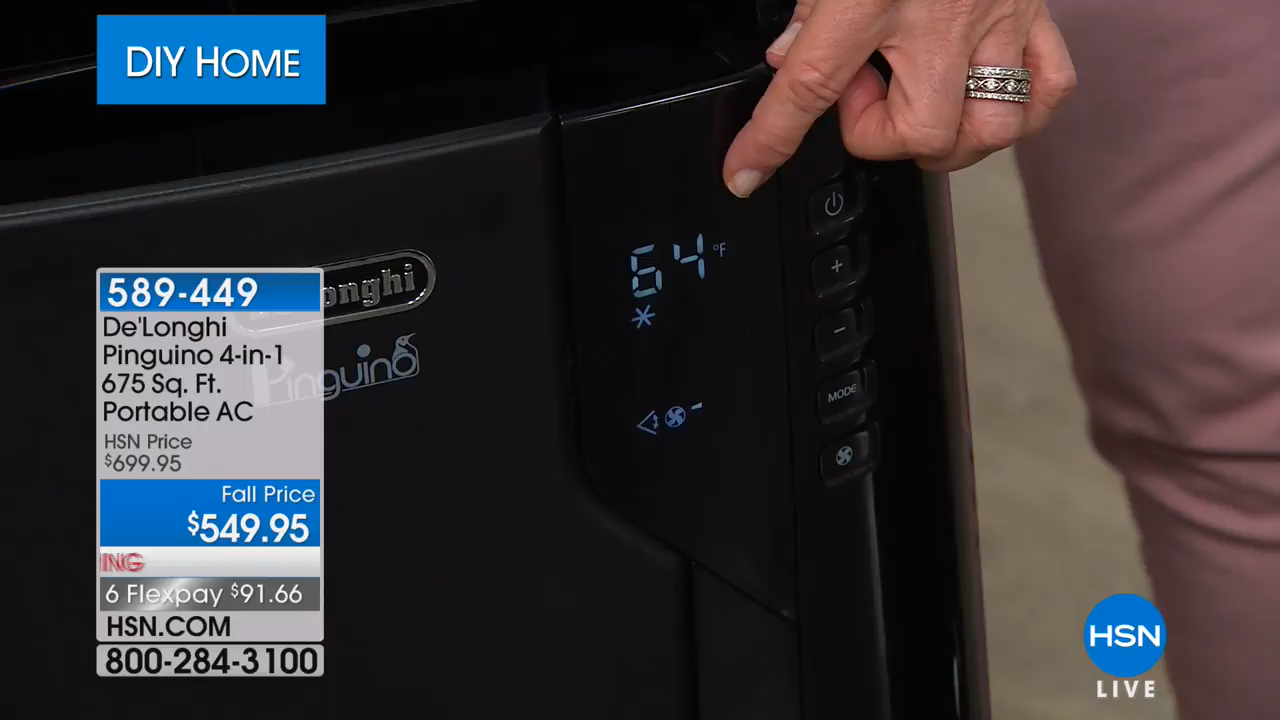 DIY HOME
64 °F
onghi
Pinguino
+
-
MODE
589-449
De'Longhi
Pinguino 4-in-1
675 Sq. Ft.
Portable AC
HSN Price
$699.95
Fall Price
$549.95
ING
6 Flexpay $91.66
HSN.COM
800-284-3100
HSN
LIVE